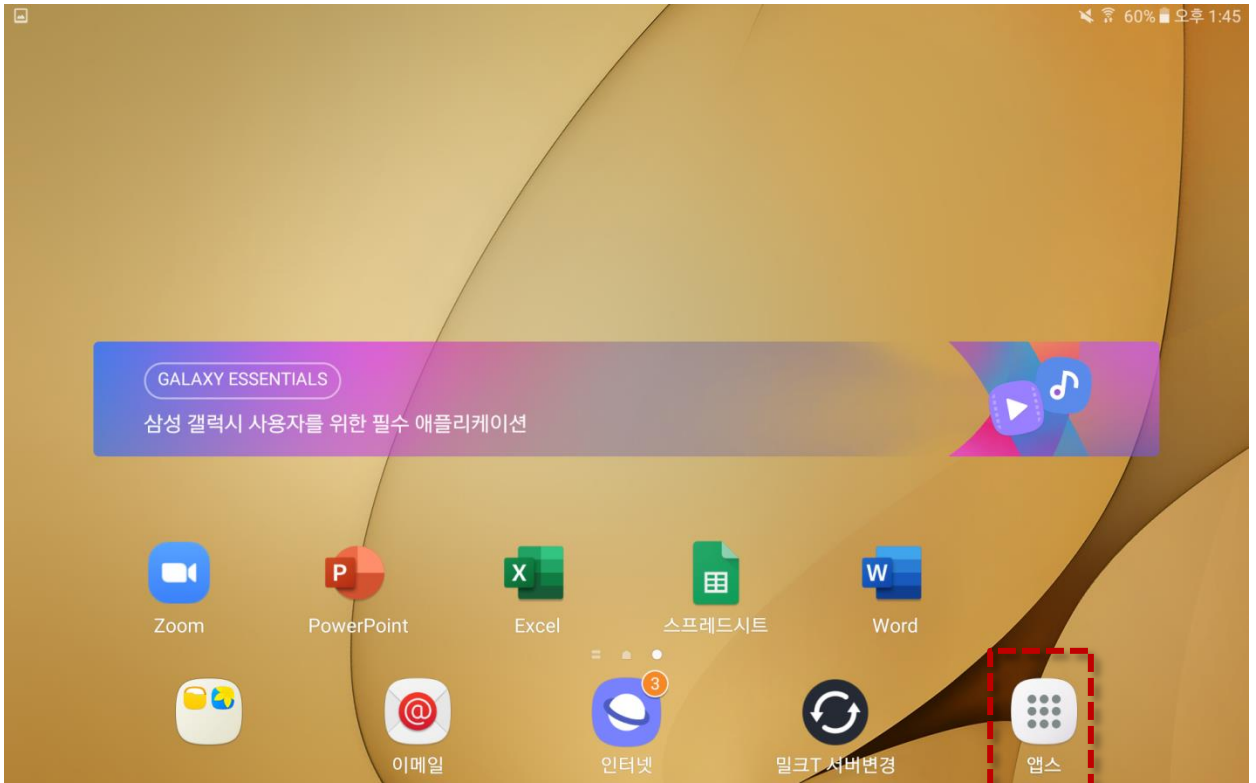 60% 오후 1:45
GALAXY ESSENTIALS
삼성 갤럭시 사용자를 위한 필수 애플리케이션
P X W
Zoom PowerPoint Excel 스프레드시트 Word
3
@
이메일 인터넷 밀크T 서버변경 앱스